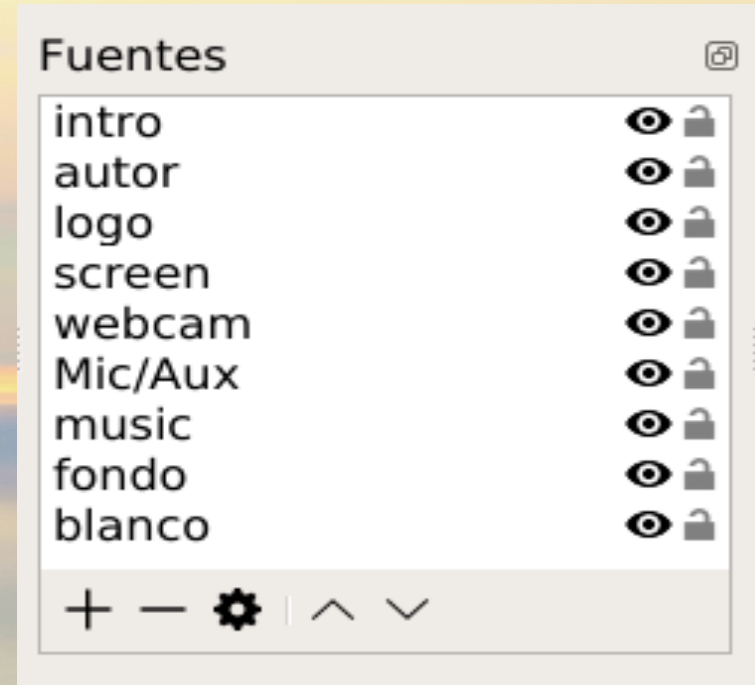 Fuentes
intro
autor
logo
screen
webcam
Mic/Aux
music
fondo
blanco